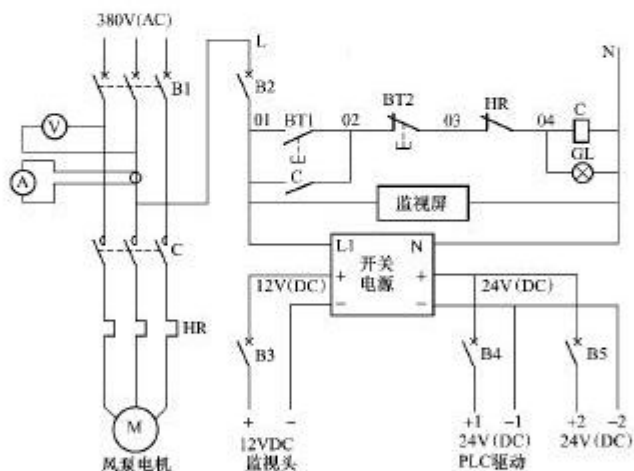 380V(AC)
L
N
B1
B2
V
A
01
BT1
02
BT2
03
HR
04
C
GL
C
监视屏
C
L1
N
开关
电源
+
+
−
−
12V(DC)
24V(DC)
HR
B3
B4
B5
M
风泵电机
+
−
12VDC
监视头
+1
−1
24V(DC)
PLC驱动
+2
−2
24V(DC)